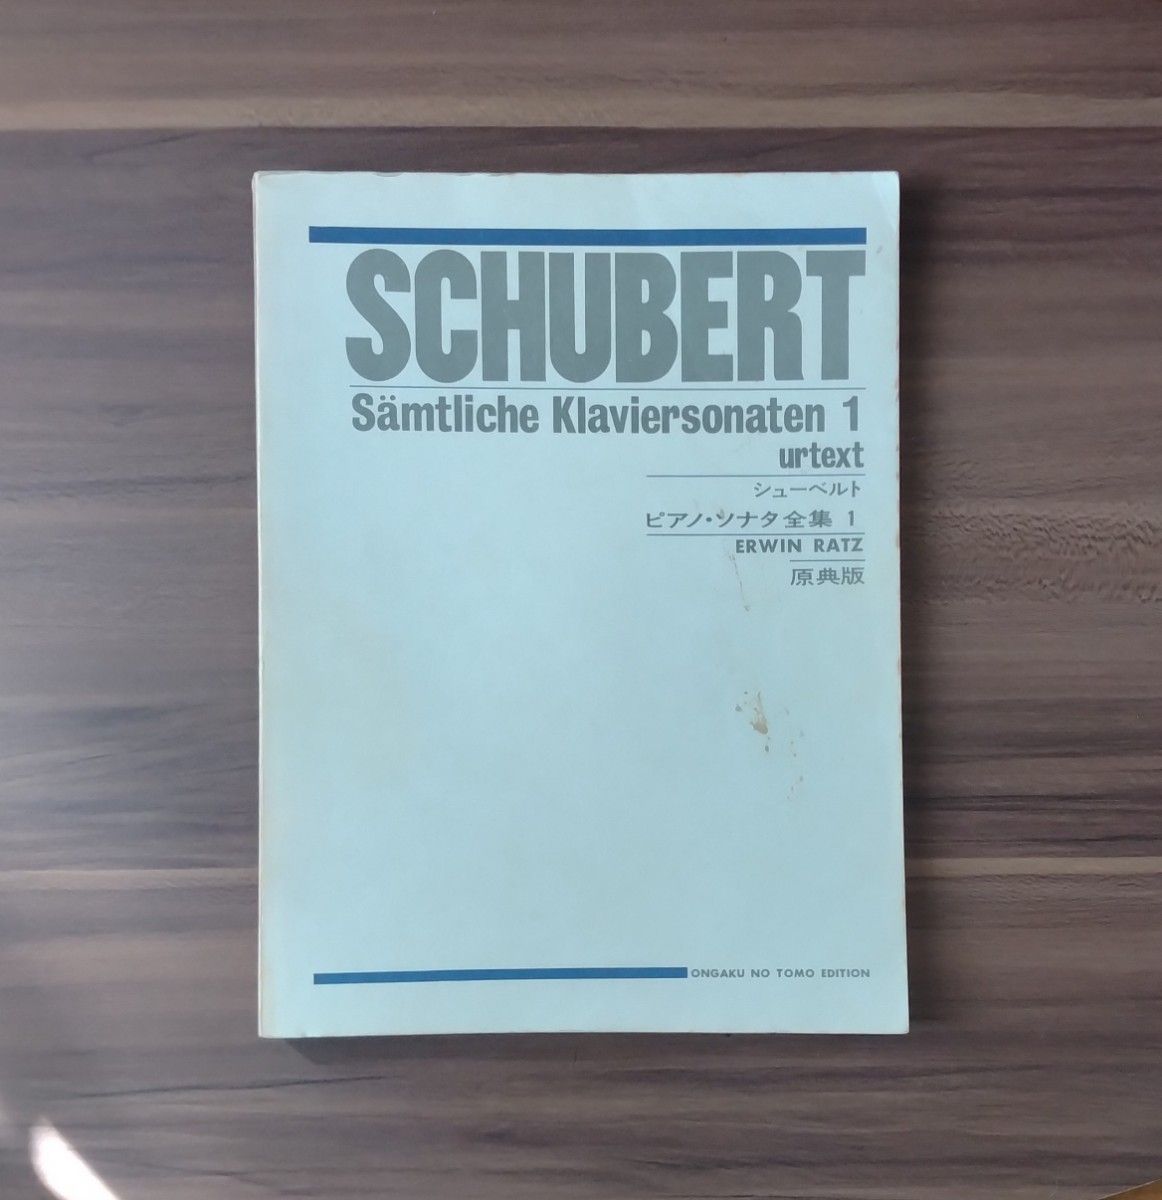 SCHUBERT
Sämtliche Klaviersonaten 1
urtext
シューベルト
ピアノ・ソナタ全集 1
ERWIN RATZ
原典版
ONGAKU NO TOMO EDITION